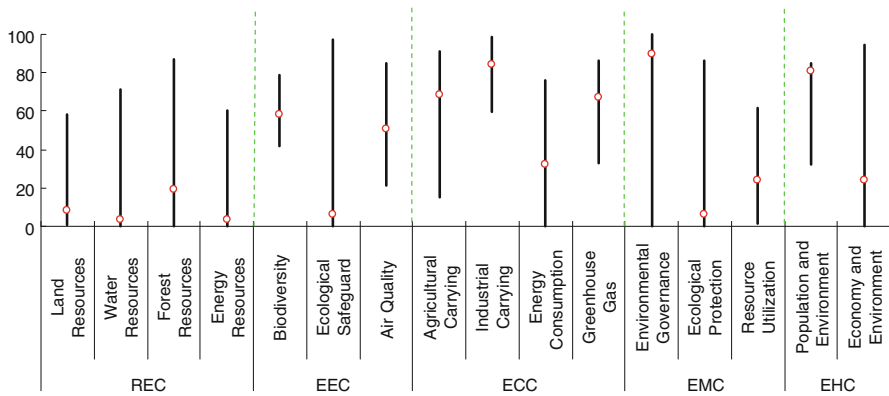 100
80
60
40
20
0
Land
Resources
Water
Resources
Forest
Resources
Energy
Resources
Biodiversity
Ecological
Safeguard
Air Quality
Agricultural
Carrying
Industrial
Carrying
Energy
Consumption
Greenhouse
Gas
Environmental
Governance
Ecological
Protection
Resource
Utilization
Population and
Environment
Economy and
Environment
REC
EEC
ECC
EMC
EHC